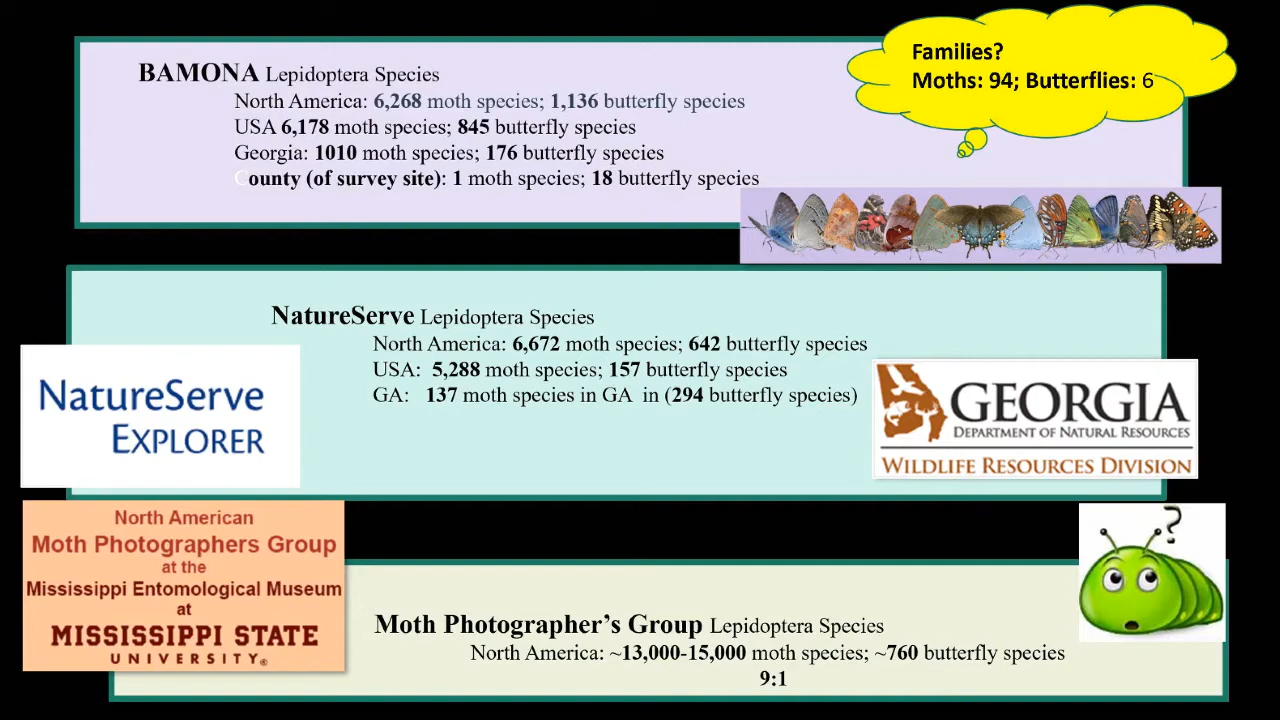 Families?
Moths: 94; Butterflies: 6
BAMONA Lepidoptera Species
North America: 6,268 moth species; 1,136 butterfly species
USA 6,178 moth species; 845 butterfly species
Georgia: 1010 moth species; 176 butterfly species
County (of survey site): 1 moth species; 18 butterfly species
NatureServe Lepidoptera Species
North America: 6,672 moth species; 642 butterfly species
USA: 5,288 moth species; 157 butterfly species
GA: 137 moth species in GA in (294 butterfly species)
NatureServe
EXPLORER
GEORGIA
DEPARTMENT OF NATURAL RESOURCES
WILDLIFE RESOURCES DIVISION
North American
Moth Photographers Group
at the
Mississippi Entomological Museum
at
MISSISSIPPI STATE
UNIVERSITY®
?
Moth Photographer’s Group Lepidoptera Species
North America: ~13,000-15,000 moth species; ~760 butterfly species
9:1